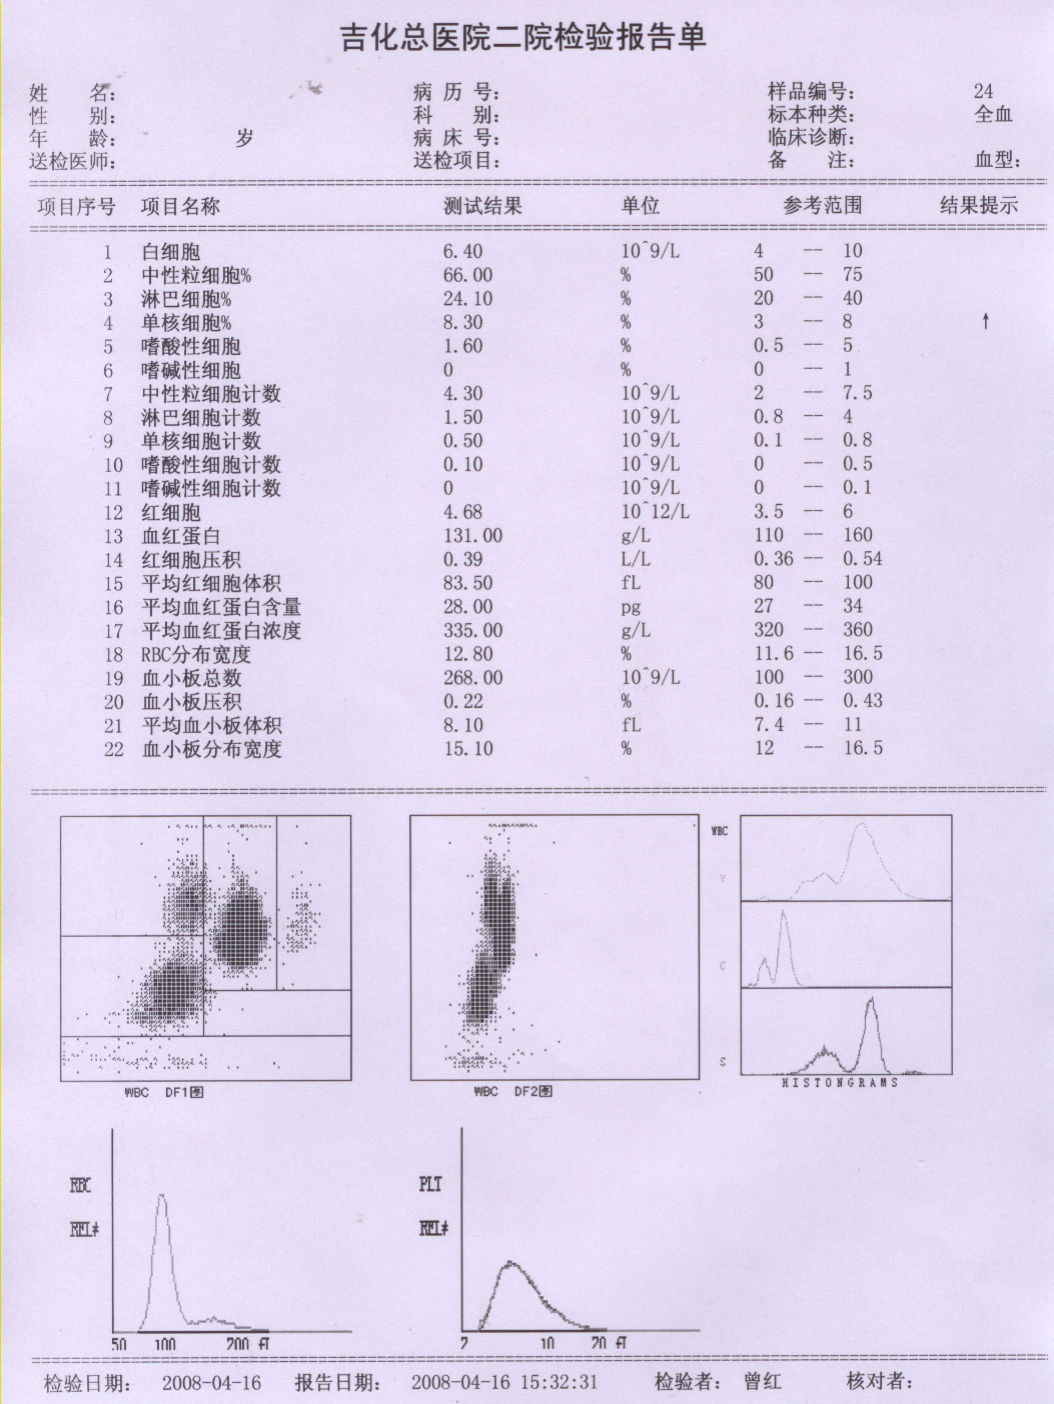 吉化总医院二院检验报告单
姓 名: 病 历 号: 样品编号: 24
性 别: 科 别: 标本种类: 全血
年 龄: 岁 病 床 号: 临床诊断:
送检医师: 送检项目: 备 注: 血型:
项目序号 项目名称 测试结果 单位 参考范围 结果提示
1 白细胞 6.40 10^9/L 4 -- 10
2 中性粒细胞% 66.00 % 50 -- 75
3 淋巴细胞% 24.10 % 20 -- 40
4 单核细胞% 8.30 % 3 -- 8 ↑
5 嗜酸性细胞 1.60 % 0.5 -- 5
6 嗜碱性细胞 0 % 0 -- 1
7 中性粒细胞计数 4.30 10^9/L 2 -- 7.5
8 淋巴细胞计数 1.50 10^9/L 0.8 -- 4
9 单核细胞计数 0.50 10^9/L 0.1 -- 0.8
10 嗜酸性细胞计数 0.10 10^9/L 0 -- 0.5
11 嗜碱性细胞计数 0 10^9/L 0 -- 0.1
12 红细胞 4.68 10^12/L 3.5 -- 6
13 血红蛋白 131.00 g/L 110 -- 160
14 红细胞压积 0.39 L/L 0.36 -- 0.54
15 平均红细胞体积 83.50 fL 80 -- 100
16 平均血红蛋白含量 28.00 pg 27 -- 34
17 平均血红蛋白浓度 335.00 g/L 320 -- 360
18 RBC分布宽度 12.80 % 11.6 -- 16.5
19 血小板总数 268.00 10^9/L 100 -- 300
20 血小板压积 0.22 % 0.16 -- 0.43
21 平均血小板体积 8.10 fL 7.4 -- 11
22 血小板分布宽度 15.10 % 12 -- 16.5
WBC
V
C
S
WBC DF1图 WBC DF2图 HISTONGRAMS
RBC PLT
REL# REL#
50 100 200 fl 2 10 20 fl
检验日期: 2008-04-16 报告日期: 2008-04-16 15:32:31 检验者: 曾红 核对者: